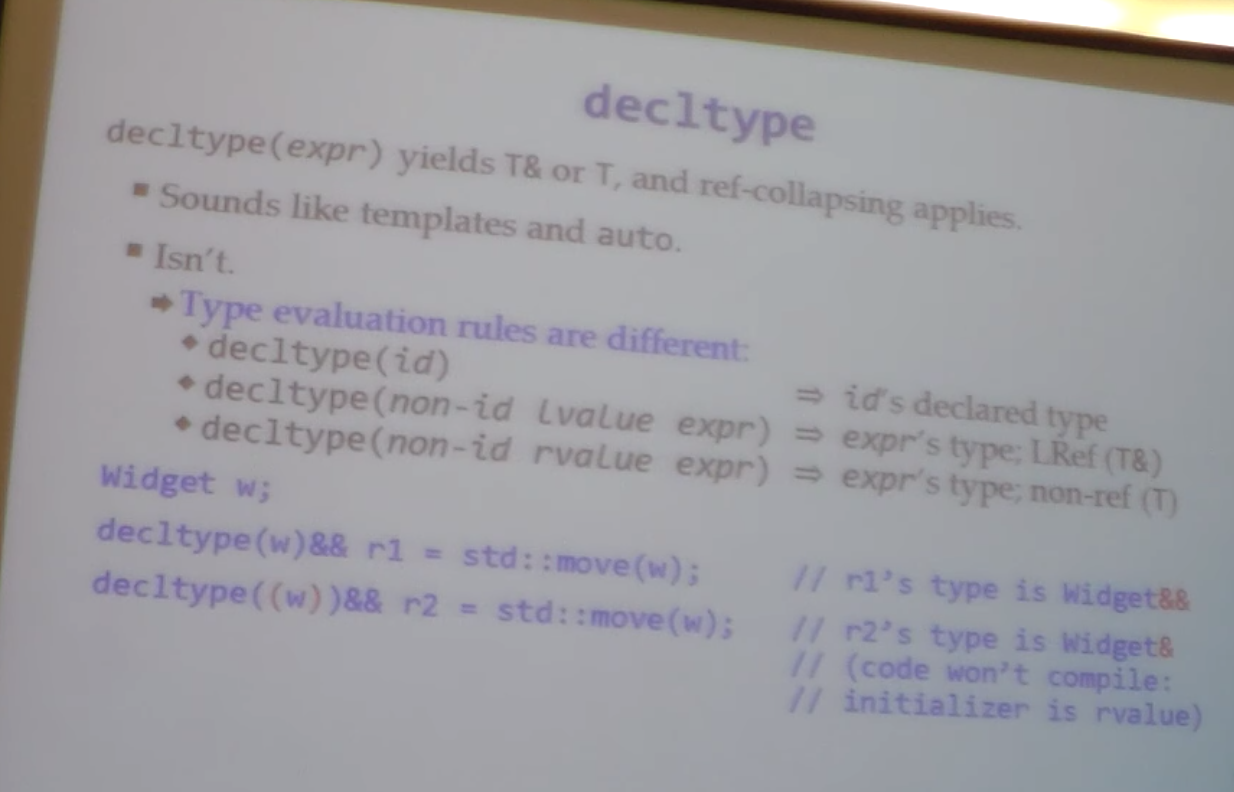 decltype
decltype(expr) yields T& or T, and ref-collapsing applies.
▪ Sounds like templates and auto.
▪ Isn't.
➡ Type evaluation rules are different:
◆ decltype(id) ⇒ id's declared type
◆ decltype(non-id lvalue expr) ⇒ expr's type; LRef (T&)
◆ decltype(non-id rvalue expr) ⇒ expr's type; non-ref (T)
Widget w;
decltype(w)&& r1 = std::move(w); // r1's type is Widget&&
decltype((w))&& r2 = std::move(w); // r2's type is Widget&
// (code won't compile:
// initializer is rvalue)